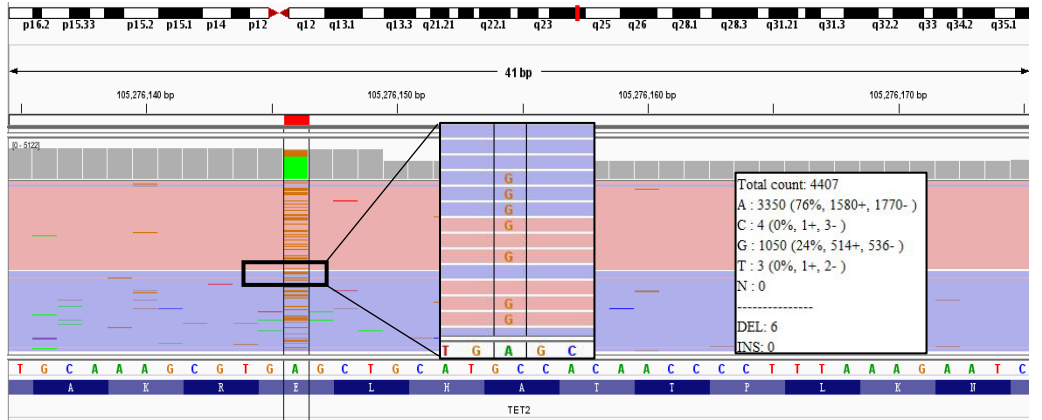 p16.2 p15.33 p15.2 p15.1 p14 p12 q12 q13.1 q13.3 q21.21 q22.1 q23 q25 q26 q28.1 q28.3 q31.21 q31.3 q32.2 q33 q34.2 q35.1
41 bp
105,276,140 bp 105,276,150 bp 105,276,160 bp 105,276,170 bp
[0 - 5122]
G
G
G
G
G
G
G
T G A G C
Total count: 4407
A : 3350 (76%, 1580+, 1770- )
C : 4 (0%, 1+, 3- )
G : 1050 (24%, 514+, 536- )
T : 3 (0%, 1+, 2- )
N : 0
---------------
DEL: 6
INS: 0
T G C A A A G C G T G A G C T G C A T G C C A C A A C C C T T T A A A G A A T C
A K R E L H A T T P L K N
TET2